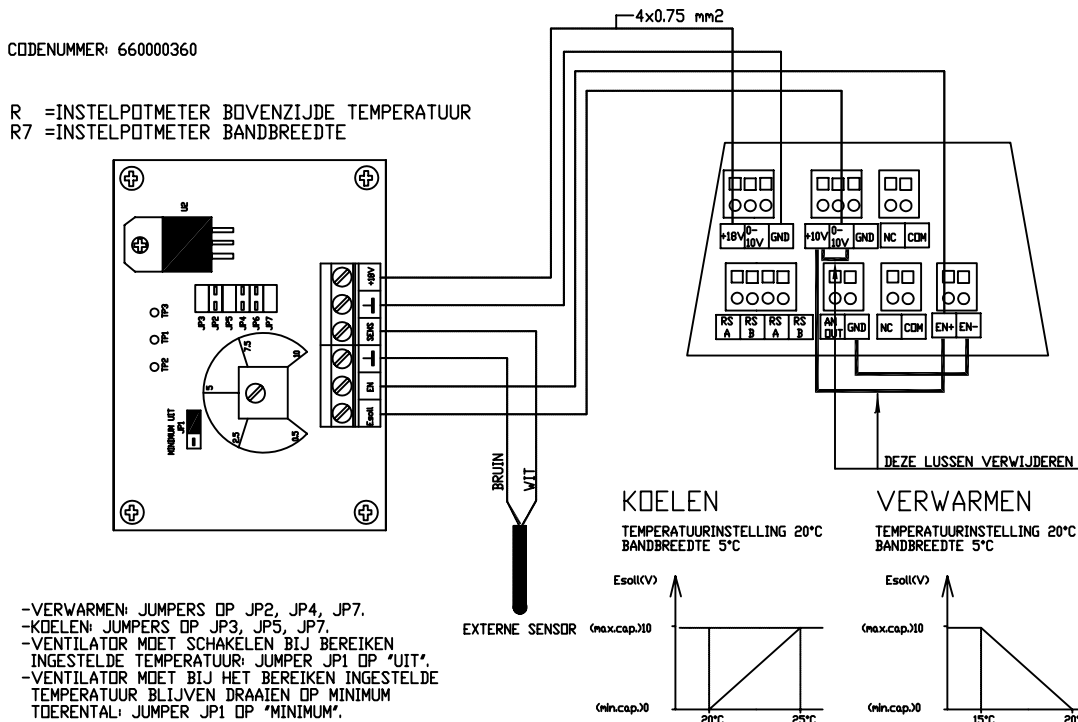 4x0.75 mm2
CODENUMMER: 660000360
R =INSTELPOTMETER BOVENZIJDE TEMPERATUUR
R7 =INSTELPOTMETER BANDBREEDTE
U2
+18V
SENS
EN
Esoll
JP3 JP2 JP5 JP4 JP6 JP7
TP3
TP1
TP2
7.5
10
5
2.5
0.5
MINIMUM UIT
JP1
+18V 0-10V GND
+10V 0-10V GND
NC COM
RS A RS B RS A RS B
AN OUT GND
NC COM
EN+ EN-
DEZE LUSSEN VERWIJDEREN
BRUIN
WIT
EXTERNE SENSOR
KOELEN
TEMPERATUURINSTELLING 20°C
BANDBREEDTE 5°C
Esoll(V)
(max.cap.)10
(min.cap.)0
20°C 25°C
VERWARMEN
TEMPERATUURINSTELLING 20°C
BANDBREEDTE 5°C
Esoll(V)
(max.cap.)10
(min.cap.)0
15°C 20
-VERWARMEN: JUMPERS OP JP2, JP4, JP7.
-KOELEN: JUMPERS OP JP3, JP5, JP7.
-VENTILATOR MOET SCHAKELEN BIJ BEREIKEN
INGESTELDE TEMPERATUUR: JUMPER JP1 OP "UIT".
-VENTILATOR MOET BIJ HET BEREIKEN INGESTELDE
TEMPERATUUR BLIJVEN DRAAIEN OP MINIMUM
TOERENTAL: JUMPER JP1 OP "MINIMUM".